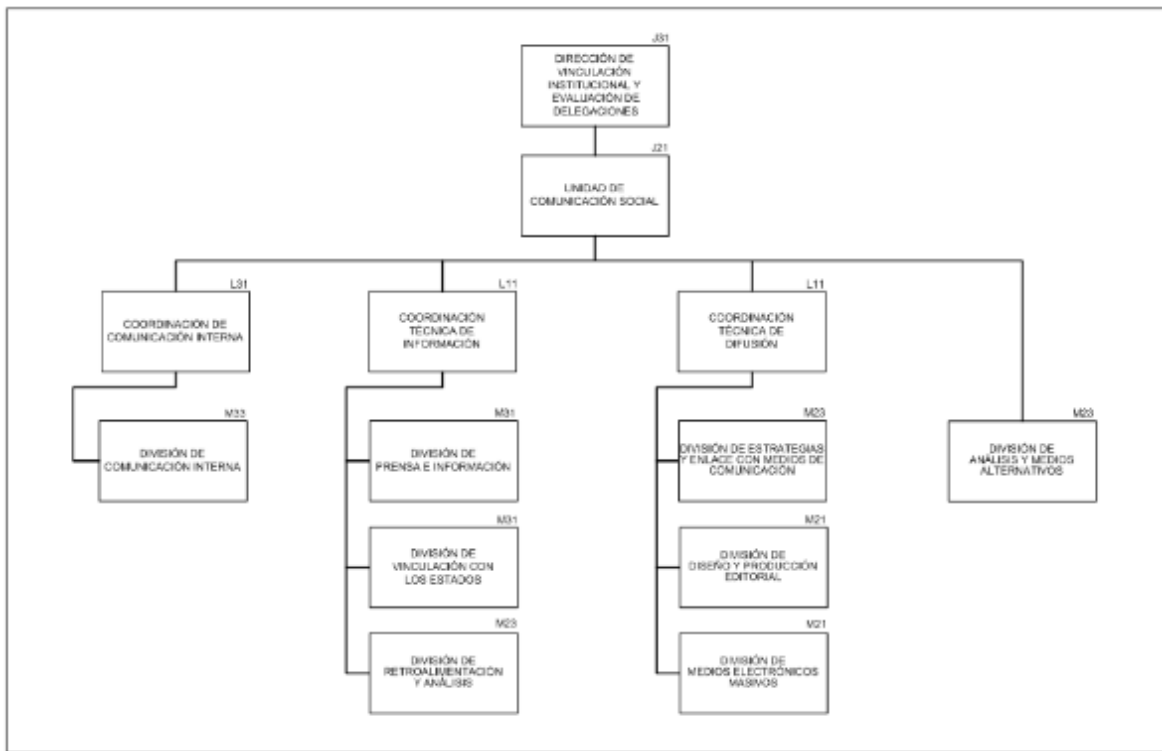 J31
DIRECCIÓN DE
VINCULACIÓN
INSTITUCIONAL Y
EVALUACIÓN DE
DELEGACIONES
J21
UNIDAD DE
COMUNICACIÓN SOCIAL
L31
COORDINACIÓN DE
COMUNICACIÓN INTERNA
L11
COORDINACIÓN
TÉCNICA DE
INFORMACIÓN
L11
COORDINACIÓN
TÉCNICA DE
DIFUSIÓN
M33
DIVISIÓN DE
COMUNICACIÓN INTERNA
M31
DIVISIÓN DE
PRENSA E INFORMACIÓN
M23
DIVISIÓN DE ESTRATEGIAS
Y ENLACE CON MEDIOS DE
COMUNICACIÓN
M23
DIVISIÓN DE
ANÁLISIS Y MEDIOS
ALTERNATIVOS
M31
DIVISIÓN DE
VINCULACIÓN CON
LOS ESTADOS
M21
DIVISIÓN DE
DISEÑO Y PRODUCCIÓN
EDITORIAL
M23
DIVISIÓN DE
RETROALIMENTACIÓN
Y ANÁLISIS
M21
DIVISIÓN DE
MEDIOS ELECTRÓNICOS
MASIVOS